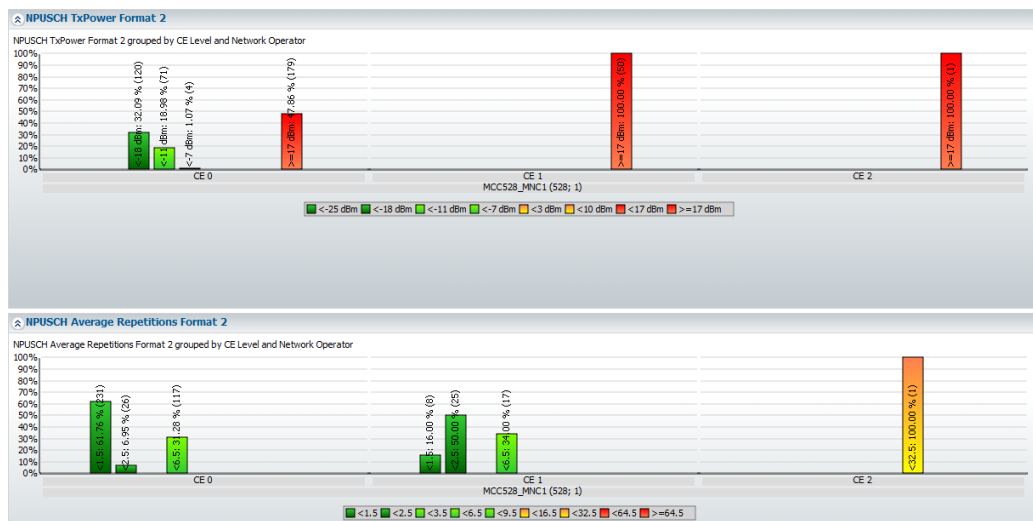 NPUSCH TxPower Format 2
NPUSCH TxPower Format 2 grouped by CE Level and Network Operator
100%
90%
80%
70%
60%
50%
40%
30%
20%
10%
0%
<-18 dBm: 32.09 % (120)
<-11 dBm: 18.98 % (71)
<-7 dBm: 1.07 % (4)
>=17 dBm: 47.86 % (179)
>=17 dBm: 100.00 % (50)
>=17 dBm: 100.00 % (1)
CE 0 CE 1 CE 2
MCC528_MNC1 (528; 1)
<-25 dBm <-18 dBm <-11 dBm <-7 dBm <3 dBm <10 dBm <17 dBm >=17 dBm
NPUSCH Average Repetitions Format 2
NPUSCH Average Repetitions Format 2 grouped by CE Level and Network Operator
100%
90%
80%
70%
60%
50%
40%
30%
20%
10%
0%
<1.5: 61.76 % (231)
<2.5: 6.95 % (26)
<6.5: 31.28 % (117)
<1.5: 16.00 % (8)
<2.5: 50.00 % (25)
<6.5: 34.00 % (17)
<32.5: 100.00 % (1)
CE 0 CE 1 CE 2
MCC528_MNC1 (528; 1)
<1.5 <2.5 <3.5 <6.5 <9.5 <16.5 <32.5 <64.5 >=64.5